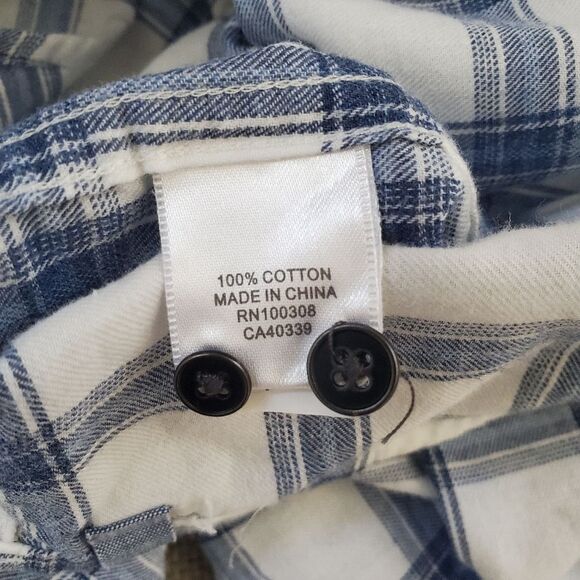 100% COTTON
MADE IN CHINA
RN100308
CA40339